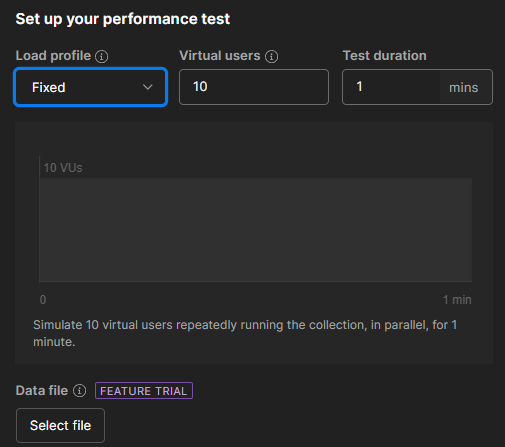 Set up your performance test
Load profile Virtual users Test duration
Fixed 10 1 mins
10 VUs
0 1 min
Simulate 10 virtual users repeatedly running the collection, in parallel, for 1
minute.
Data file FEATURE TRIAL
Select file